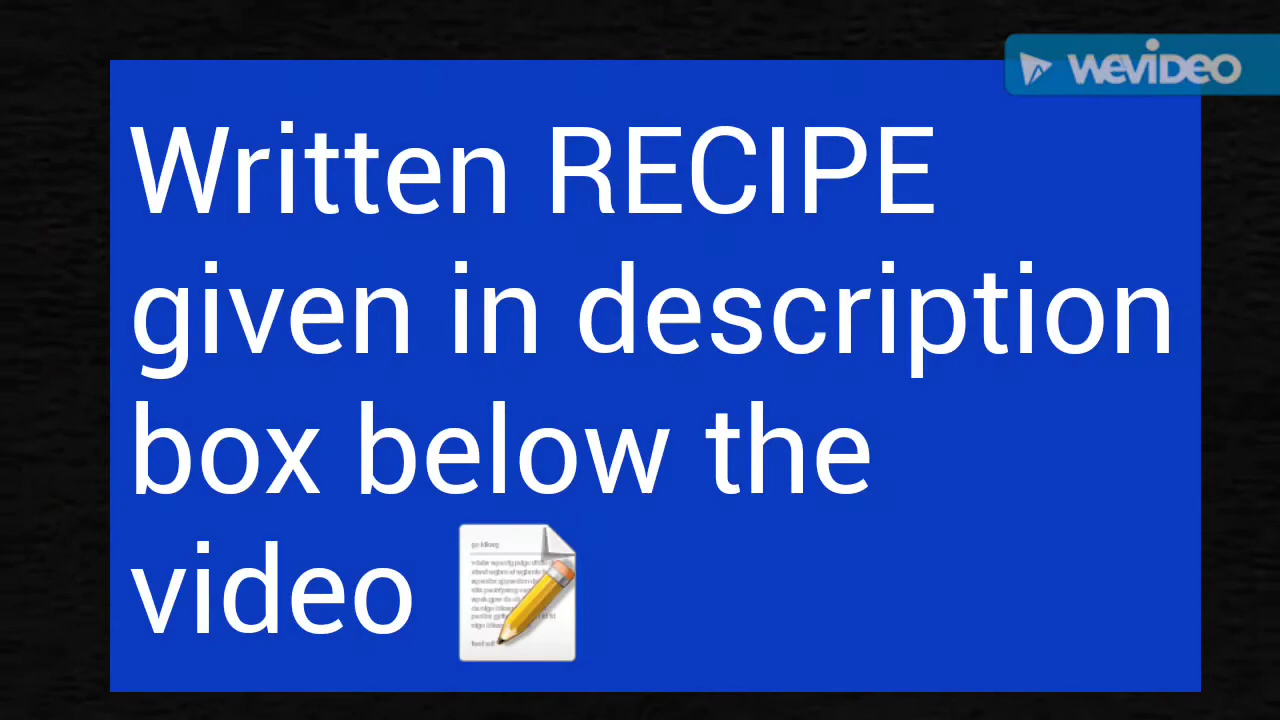 WEVIDEO
Written RECIPE
given in description
box below the
video